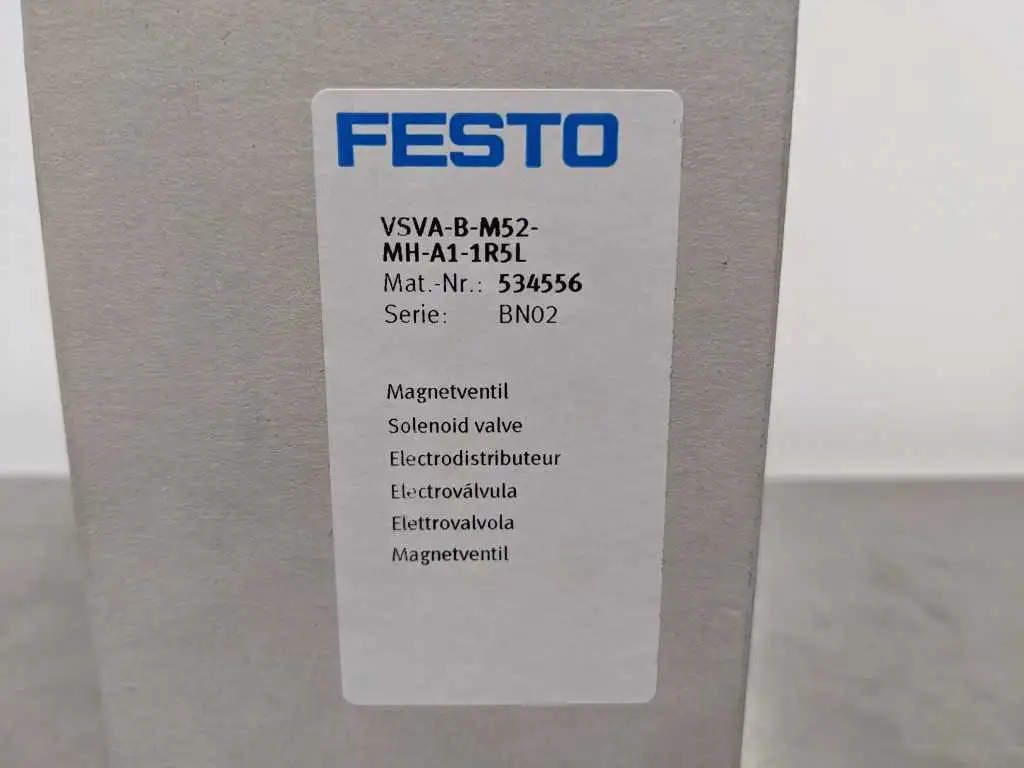 FESTO
VSVA-B-M52-
MH-A1-1R5L
Mat.-Nr.: 534556
Serie: BN02
Magnetventil
Solenoid valve
Electrodistributeur
Electroválvula
Elettrovalvola
Magnetventil